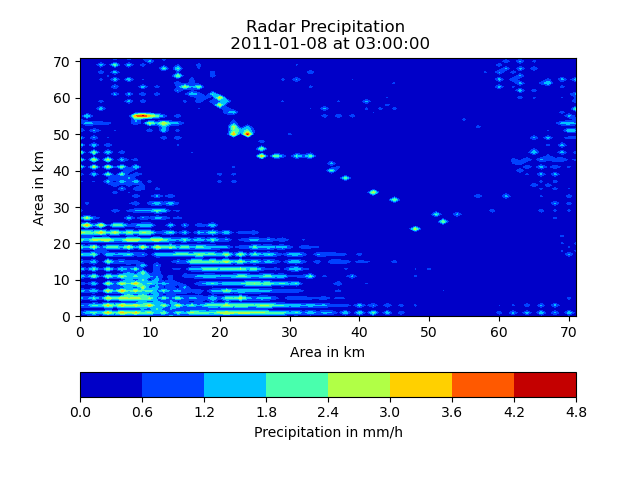 Radar Precipitation
2011-01-08 at 03:00:00
70
60
50
40
30
20
10
0
Area in km
0 10 20 30 40 50 60 70
Area in km
0.0 0.6 1.2 1.8 2.4 3.0 3.6 4.2 4.8
Precipitation in mm/h